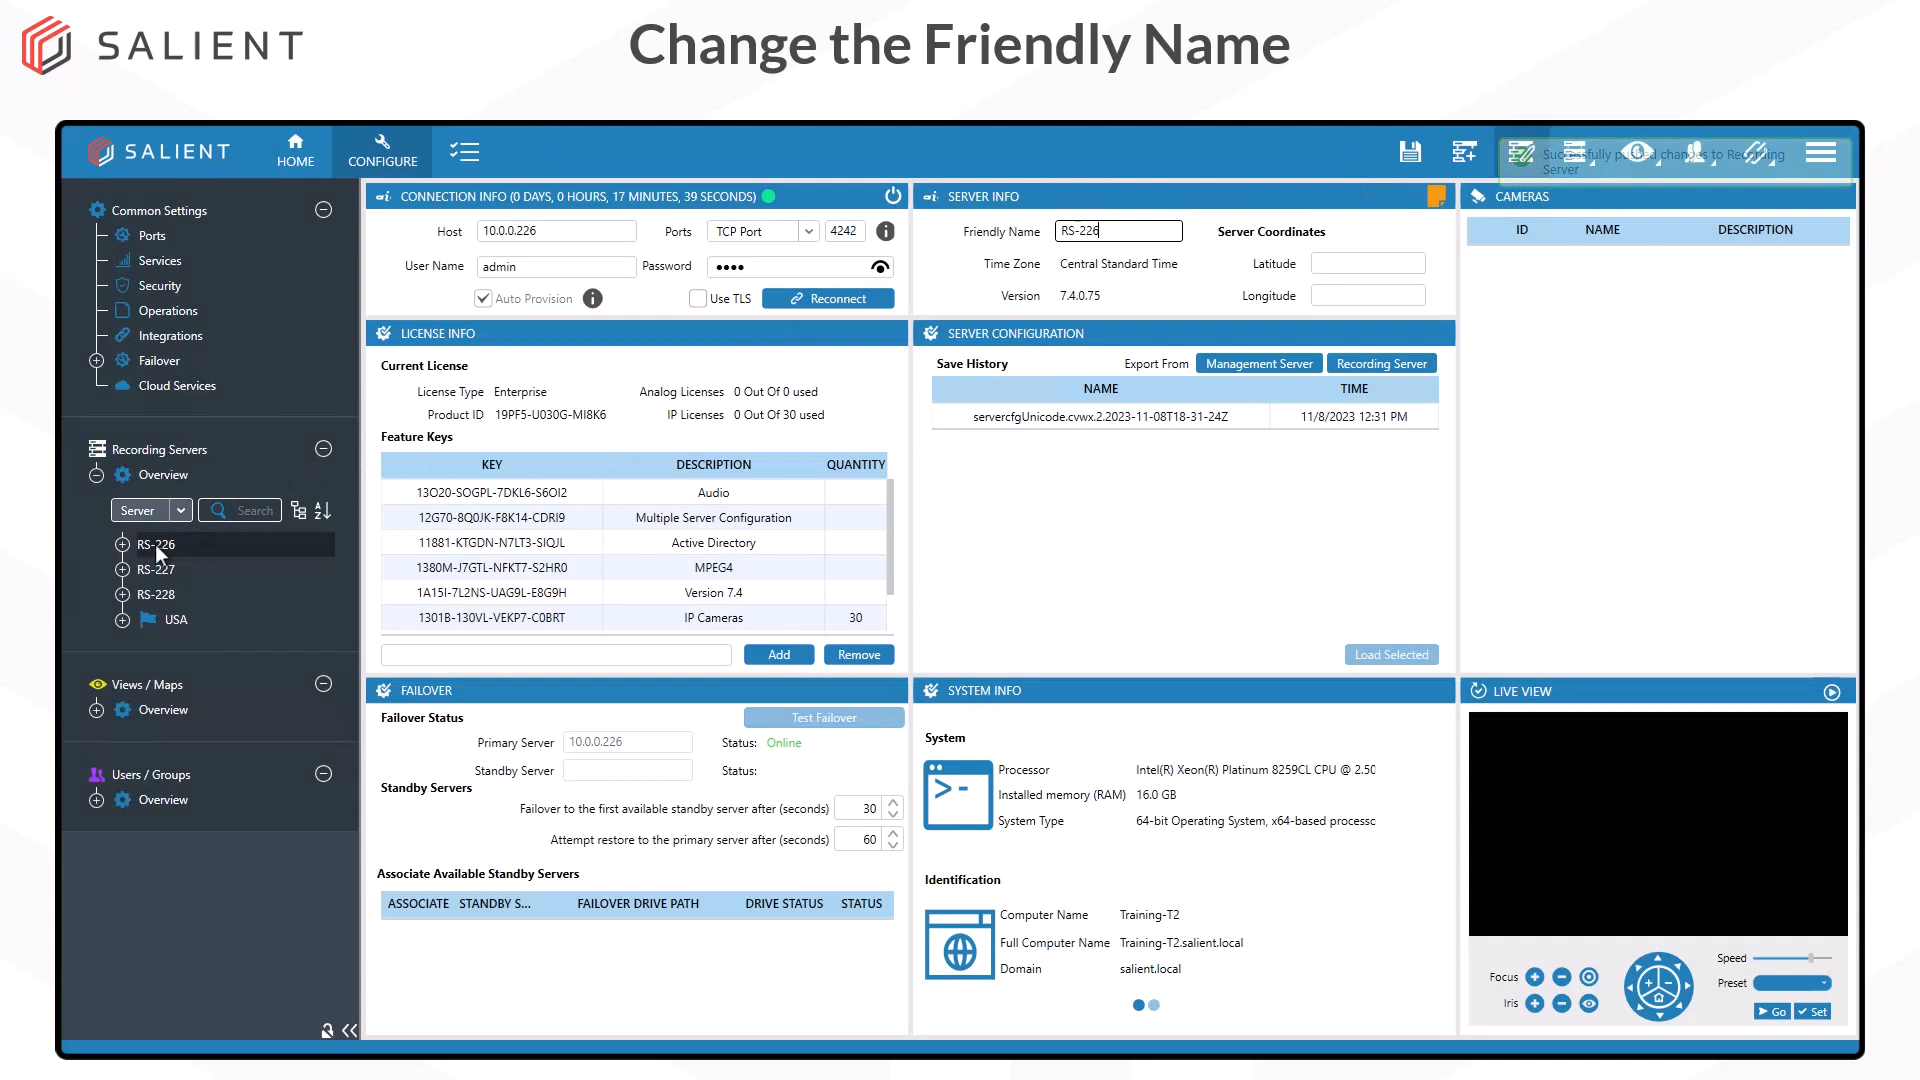 SALIENT
Change the Friendly Name
SALIENT
HOME
CONFIGURE
Successfully pushed changes to Recording
Server
Common Settings
Ports
Services
Security
Operations
Integrations
Failover
Cloud Services
Recording Servers
Overview
Server
Search
RS-226
RS-227
RS-228
USA
Views / Maps
Overview
Users / Groups
Overview
CONNECTION INFO (0 DAYS, 0 HOURS, 17 MINUTES, 39 SECONDS)
Host 10.0.0.226 Ports TCP Port 4242
User Name admin Password ••••
Auto Provision Use TLS Reconnect
LICENSE INFO
Current License
License Type Enterprise Analog Licenses 0 Out Of 0 used
Product ID 19PF5-U030G-MI8K6 IP Licenses 0 Out Of 30 used
Feature Keys
KEY DESCRIPTION QUANTITY
13O20-SOGPL-7DKL6-S6OI2 Audio
12G70-8Q0JK-F8K14-CDRI9 Multiple Server Configuration
11881-KTGDN-N7LT3-SIQJL Active Directory
1380M-J7GTL-NFKT7-S2HR0 MPEG4
1A15I-7L2NS-UAG9L-E8G9H Version 7.4
1301B-130VL-VEKP7-C0BRT IP Cameras 30
Add Remove
FAILOVER
Failover Status Test Failover
Primary Server 10.0.0.226 Status: Online
Standby Server Status:
Standby Servers
Failover to the first available standby server after (seconds) 30
Attempt restore to the primary server after (seconds) 60
Associate Available Standby Servers
ASSOCIATE STANDBY S... FAILOVER DRIVE PATH DRIVE STATUS STATUS
SERVER INFO
Friendly Name RS-226 Server Coordinates
Time Zone Central Standard Time Latitude
Version 7.4.0.75 Longitude
SERVER CONFIGURATION
Save History Export From Management Server Recording Server
NAME TIME
servercfgUnicode.cvwx.2.2023-11-08T18-31-24Z 11/8/2023 12:31 PM
Load Selected
SYSTEM INFO
System
Processor Intel(R) Xeon(R) Platinum 8259CL CPU @ 2.50
Installed memory (RAM) 16.0 GB
System Type 64-bit Operating System, x64-based processo
Identification
Computer Name Training-T2
Full Computer Name Training-T2.salient.local
Domain salient.local
CAMERAS
ID NAME DESCRIPTION
LIVE VIEW
Focus
Iris
Speed
Preset
Go Set